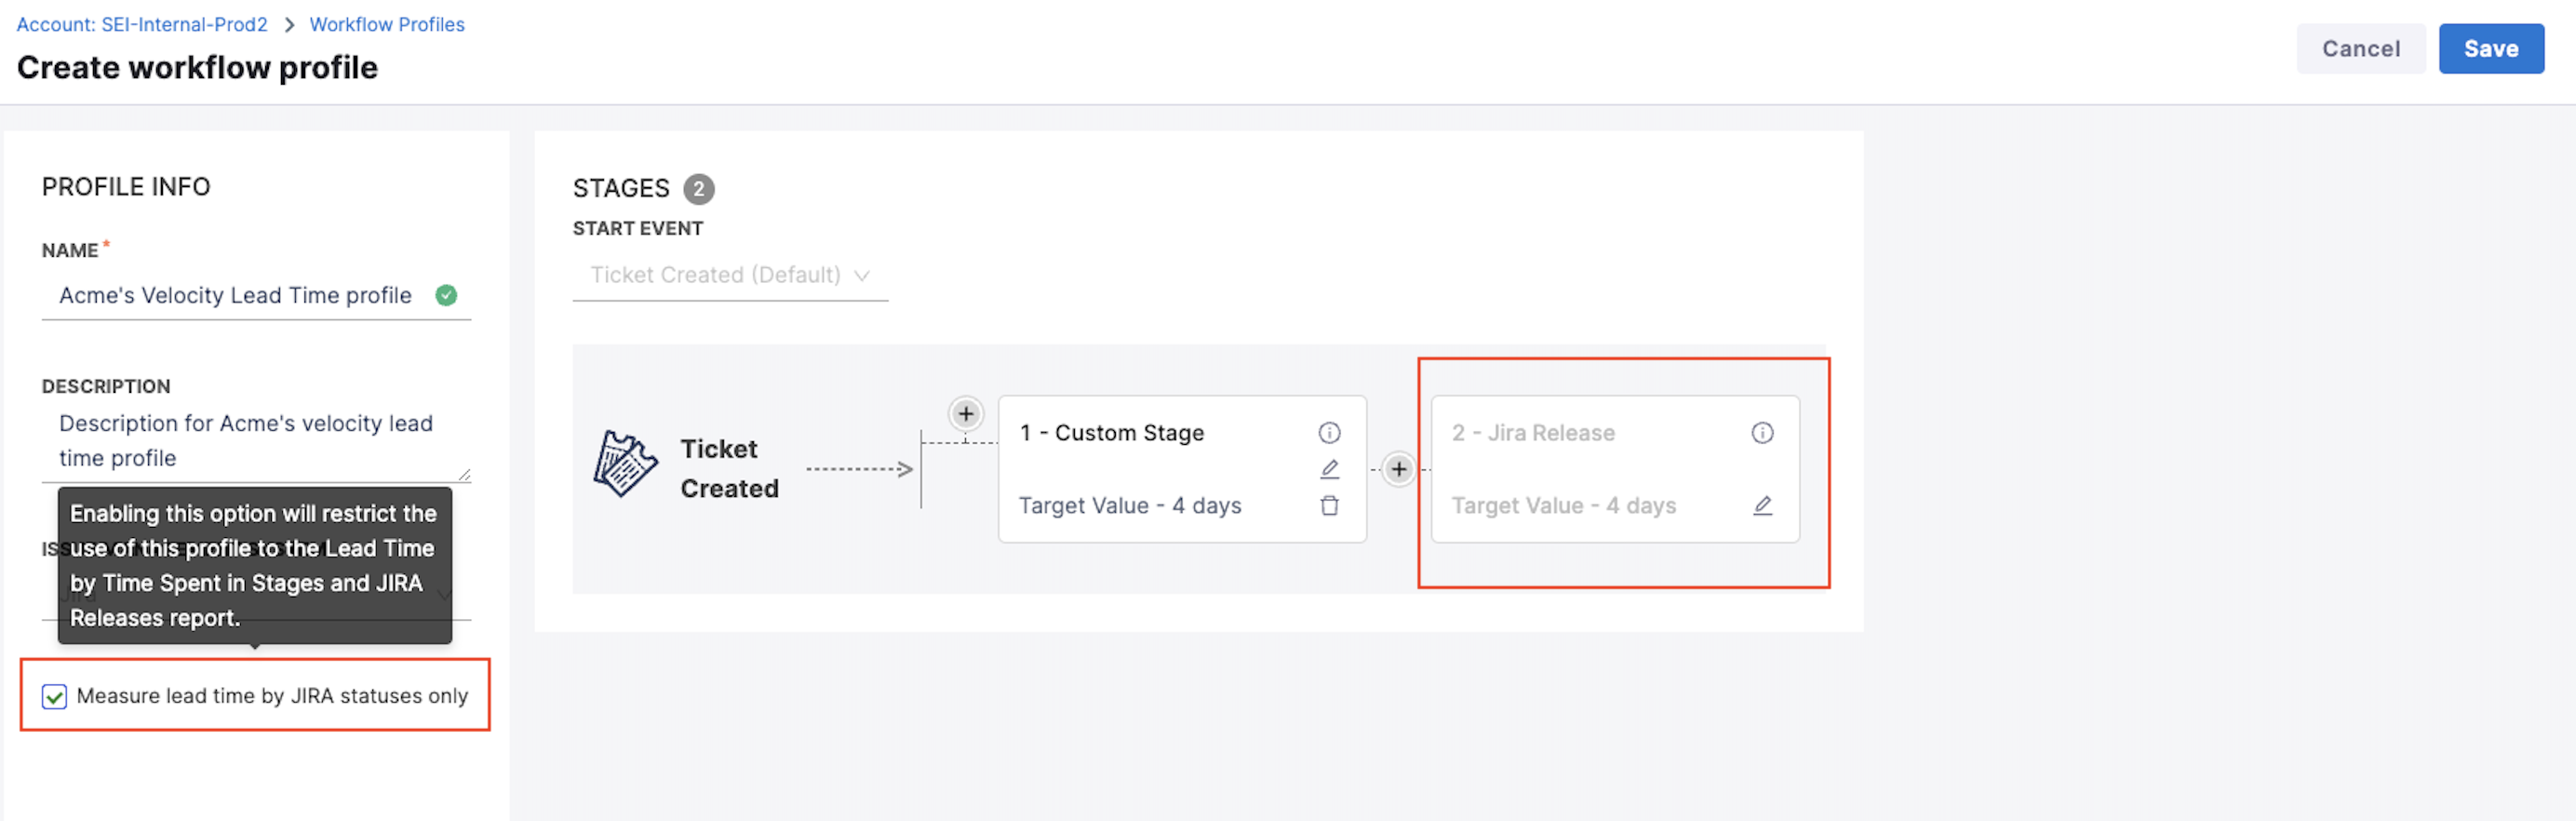 Account: SEI-Internal-Prod2 > Workflow Profiles
Create workflow profile
Cancel
Save
PROFILE INFO
NAME *
Acme's Velocity Lead Time profile
DESCRIPTION
Description for Acme's velocity lead
time profile
Enabling this option will restrict the
use of this profile to the Lead Time
by Time Spent in Stages and JIRA
Releases report.
Measure lead time by JIRA statuses only
STAGES 2
START EVENT
Ticket Created (Default)
Ticket
Created
1 - Custom Stage
Target Value - 4 days
2 - Jira Release
Target Value - 4 days